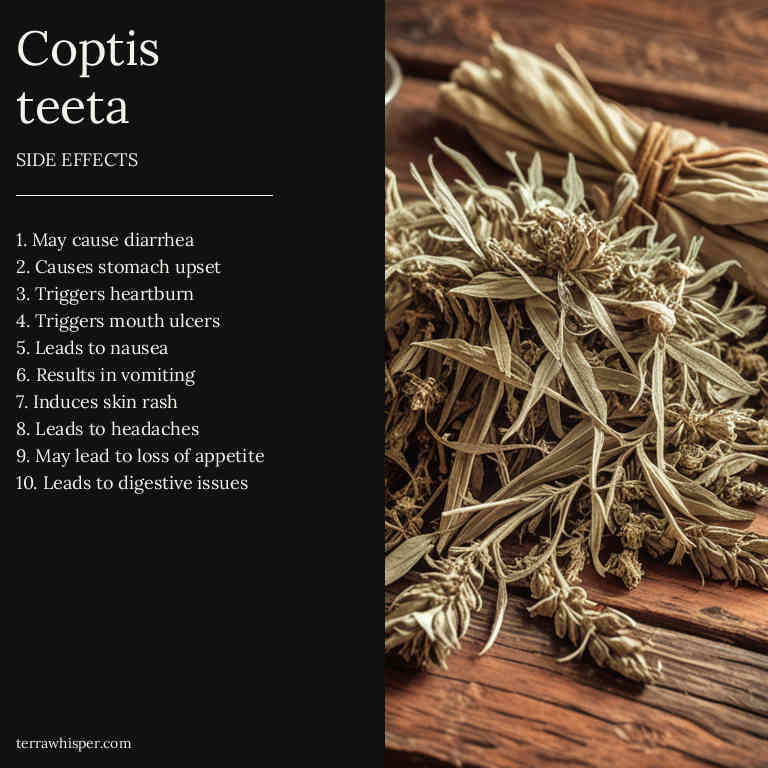 Coptis
teeta
SIDE EFFECTS
1. May cause diarrhea
2. Causes stomach upset
3. Triggers heartburn
4. Triggers mouth ulcers
5. Leads to nausea
6. Results in vomiting
7. Induces skin rash
8. Leads to headaches
9. May lead to loss of appetite
10. Leads to digestive issues
terrawhisper.com